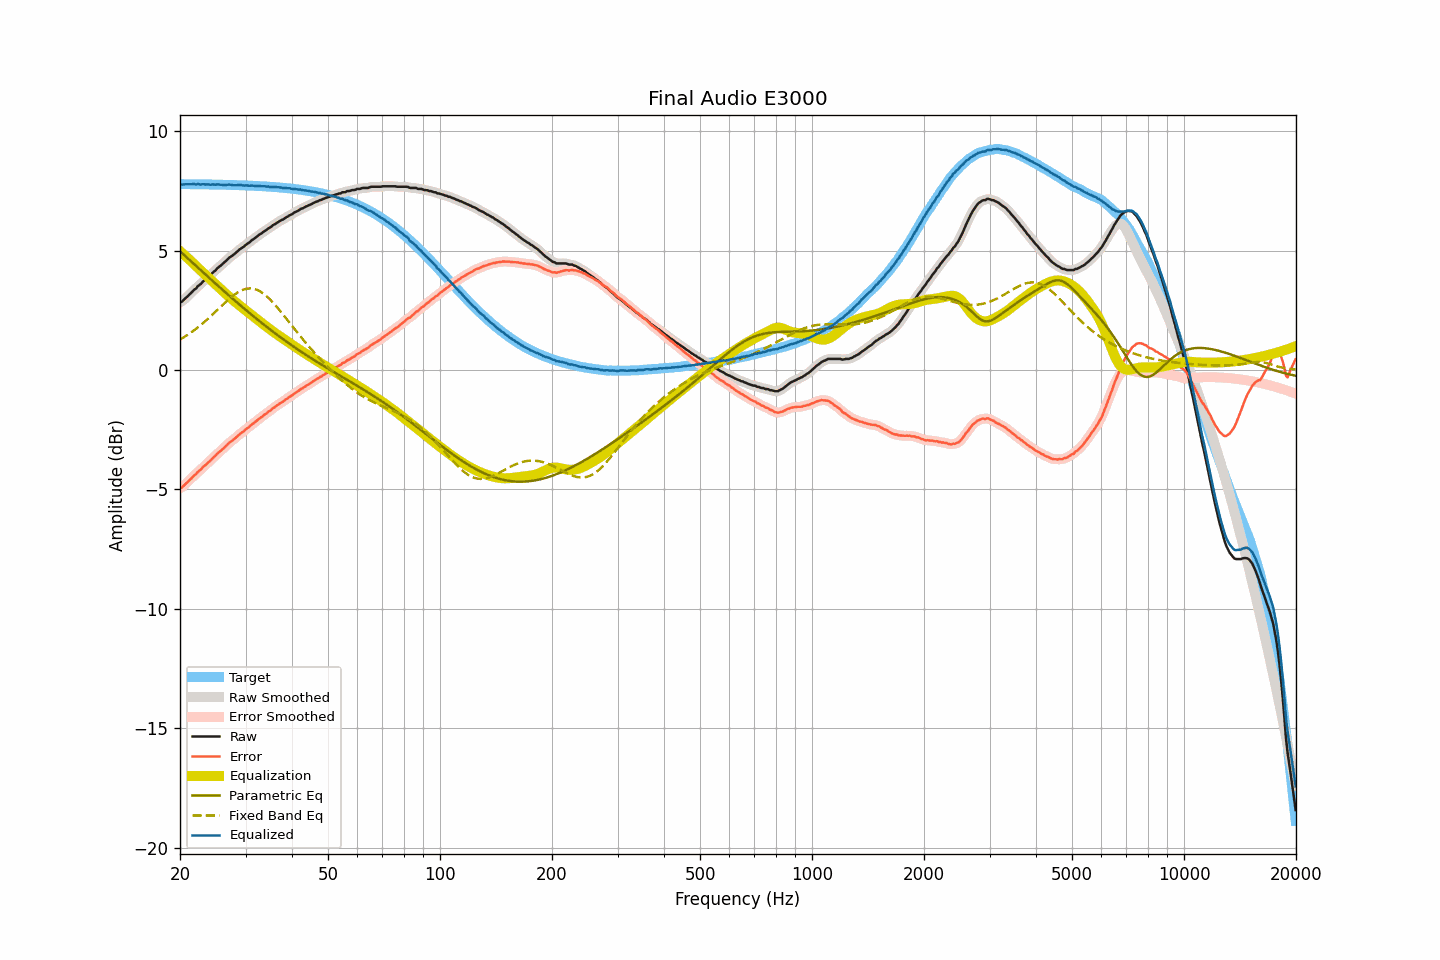 Final Audio E3000
10
5
0
−5
−10
−15
−20
Amplitude (dBr)
Target
Raw Smoothed
Error Smoothed
Raw
Error
Equalization
Parametric Eq
Fixed Band Eq
Equalized
20 50 100 200 500 1000 2000 5000 10000 20000
Frequency (Hz)